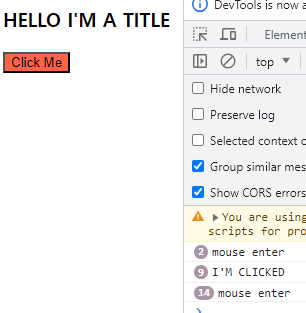 HELLO I'M A TITLE
Click Me
DevTools is now a
Element
top
Hide network
Preserve log
Selected context o
Group similar mes
Show CORS errors
You are using
scripts for pro
2 mouse enter
9 I'M CLICKED
14 mouse enter